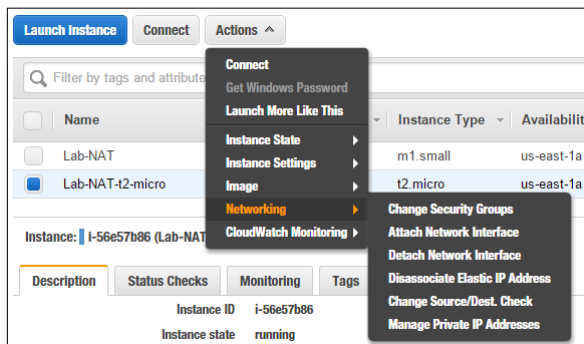 Launch Instance Connect Actions
Filter by tags and attribute
Connect
Get Windows Password
Launch More Like This
Instance State
Instance Settings
Image
Networking
CloudWatch Monitoring
Name Instance Type Availabilit
Lab-NAT m1.small us-east-1a
Lab-NAT-t2-micro t2.micro us-east-1a
Change Security Groups
Attach Network Interface
Detach Network Interface
Disassociate Elastic IP Address
Change Source/Dest. Check
Manage Private IP Addresses
Instance: i-56e57b86 (Lab-NAT
Description Status Checks Monitoring Tags
Instance ID i-56e57b86
Instance state running